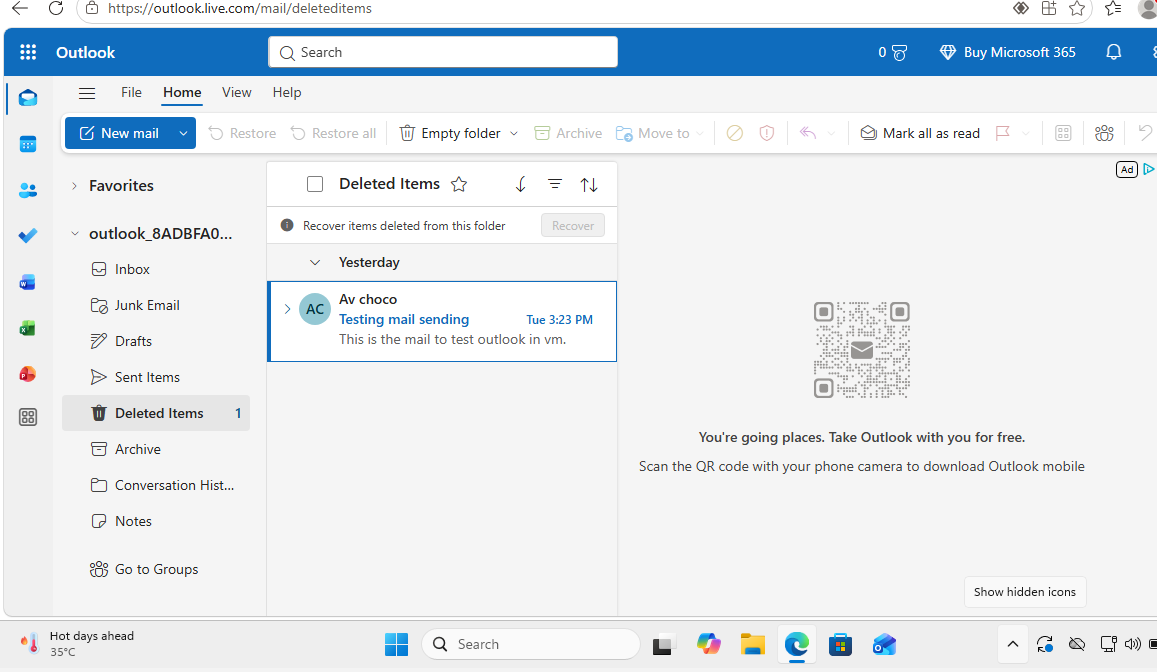 https://outlook.live.com/mail/deleteditems
Outlook
Search
0
Buy Microsoft 365
File Home View Help
New mail Restore Restore all Empty folder Archive Move to Mark all as read
Favorites
outlook_8ADBFA0...
Inbox
Junk Email
Drafts
Sent Items
Deleted Items 1
Archive
Conversation Hist...
Notes
Go to Groups
Deleted Items
Recover items deleted from this folder Recover
Yesterday
AC
Av choco
Testing mail sending Tue 3:23 PM
This is the mail to test outlook in vm.
Ad
You're going places. Take Outlook with you for free.
Scan the QR code with your phone camera to download Outlook mobile
Show hidden icons
Hot days ahead
35°C
Search